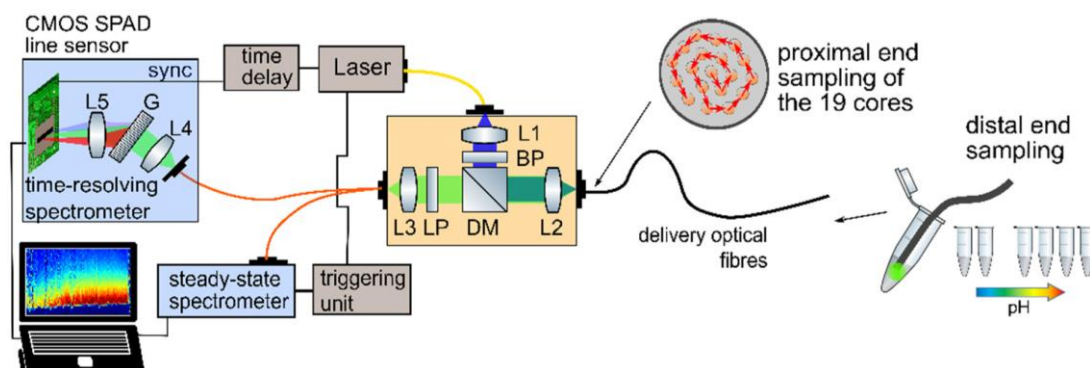 CMOS SPAD
line sensor
sync
time
delay
Laser
L5
G
L4
time-resolving
spectrometer
L1
BP
L3
LP
DM
L2
steady-state
spectrometer
triggering
unit
proximal end
sampling of
the 19 cores
delivery optical
fibres
distal end
sampling
pH